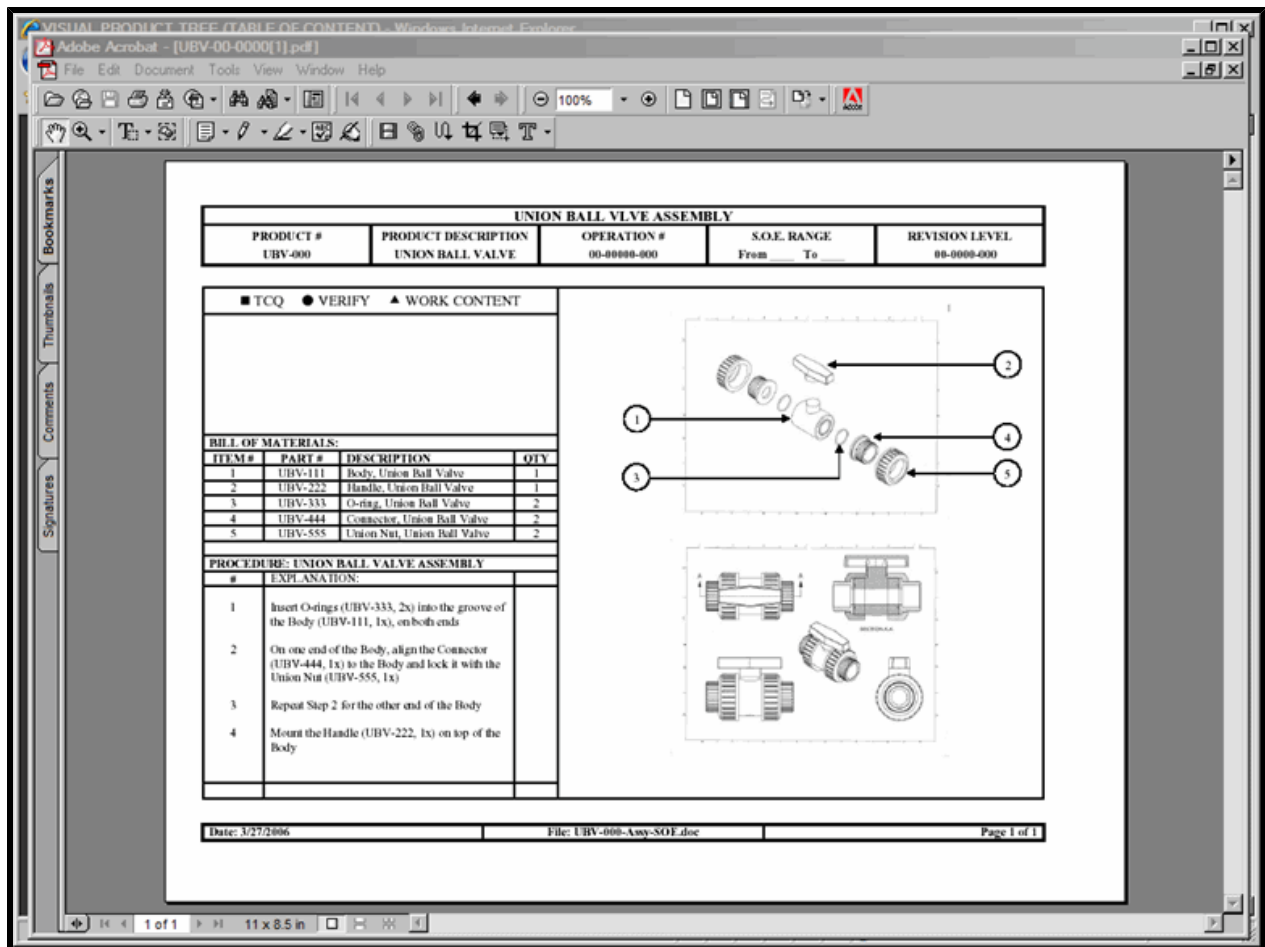 VISUAL PRODUCT TREE (TABLE OF CONTENT) - Windows Internet Explorer
Adobe Acrobat - [UBV-00-0000[1].pdf]
File Edit Document Tools View Window Help
100%
Adobe
Bookmarks
Thumbnails
Comments
Signatures
UNION BALL VLVE ASSEMBLY
PRODUCT # PRODUCT DESCRIPTION OPERATION # S.O.E. RANGE REVISION LEVEL
UBV-000 UNION BALL VALVE 00-00000-000 From ____ To ____ 00-0000-000
■ TCQ ● VERIFY ▲ WORK CONTENT
BILL OF MATERIALS:
ITEM # PART # DESCRIPTION QTY
1 UBV-111 Body, Union Ball Valve 1
2 UBV-222 Handle, Union Ball Valve 1
3 UBV-333 O-ring, Union Ball Valve 2
4 UBV-444 Connector, Union Ball Valve 2
5 UBV-555 Union Nut, Union Ball Valve 2
PROCEDURE: UNION BALL VALVE ASSEMBLY
# EXPLANATION:
1 Insert O-rings (UBV-333, 2x) into the groove of
the Body (UBV-111, 1x), on both ends
2 On one end of the Body, align the Connector
(UBV-444, 1x) to the Body and lock it with the
Union Nut (UBV-555, 1x)
3 Repeat Step 2 for the other end of the Body
4 Mount the Handle (UBV-222, 1x) on top of the
Body
2
1
4
3
5
A A
SECTION A-A
Date: 3/27/2006 File: UBV-000-Assy-SOE.doc Page 1 of 1
1 of 1 11 x 8.5 in